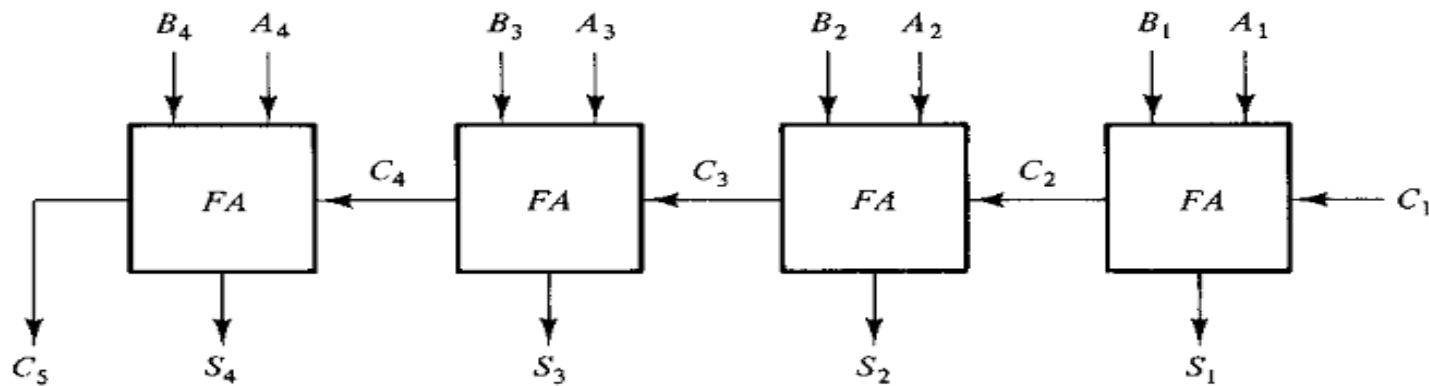 B4 A4 B3 A3 B2 A2 B1 A1
FA C4 FA C3 FA C2 FA C1
C5 S4 S3 S2 S1